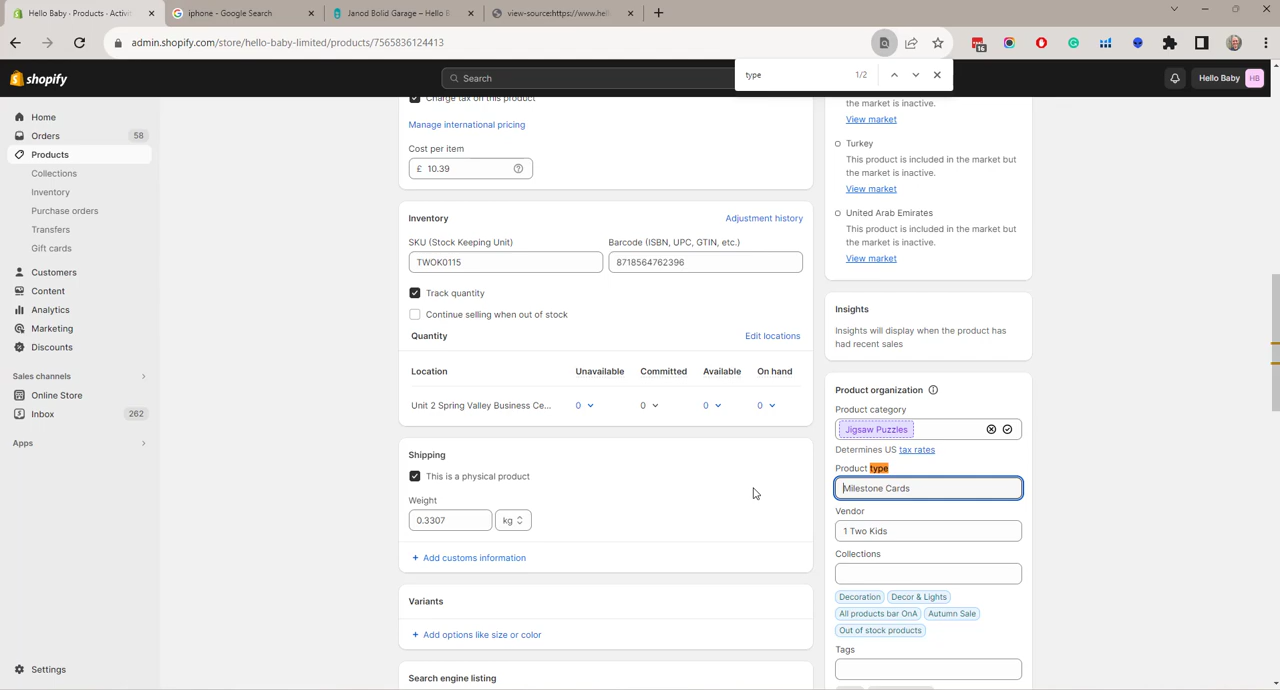 Hello Baby - Products - Activi
iphone - Google Search
Janod Bolid Garage – Hello B
view-source:https://www.hell
admin.shopify.com/store/hello-baby-limited/products/7565836124413
16
shopify
Search
type
1/2
Hello Baby
HB
Home
Orders
58
Products
Collections
Inventory
Purchase orders
Transfers
Gift cards
Customers
Content
Analytics
Marketing
Discounts
Sales channels
Online Store
Inbox
262
Apps
Settings
Charge tax on this product
Manage international pricing
Cost per item
£ 10.39
Inventory
Adjustment history
SKU (Stock Keeping Unit)
Barcode (ISBN, UPC, GTIN, etc.)
TWOK0115
8718564762396
Track quantity
Continue selling when out of stock
Quantity
Edit locations
Location
Unavailable
Committed
Available
On hand
Unit 2 Spring Valley Business Ce...
0
0
0
0
Shipping
This is a physical product
Weight
0.3307
kg
+ Add customs information
Variants
+ Add options like size or color
Search engine listing
the market is inactive.
View market
Turkey
This product is included in the market but
the market is inactive.
View market
United Arab Emirates
This product is included in the market but
the market is inactive.
View market
Insights
Insights will display when the product has
had recent sales
Product organization
Product category
Jigsaw Puzzles
Determines US tax rates
Product type
Milestone Cards
Vendor
1 Two Kids
Collections
Decoration
Decor & Lights
All products bar OnA
Autumn Sale
Out of stock products
Tags